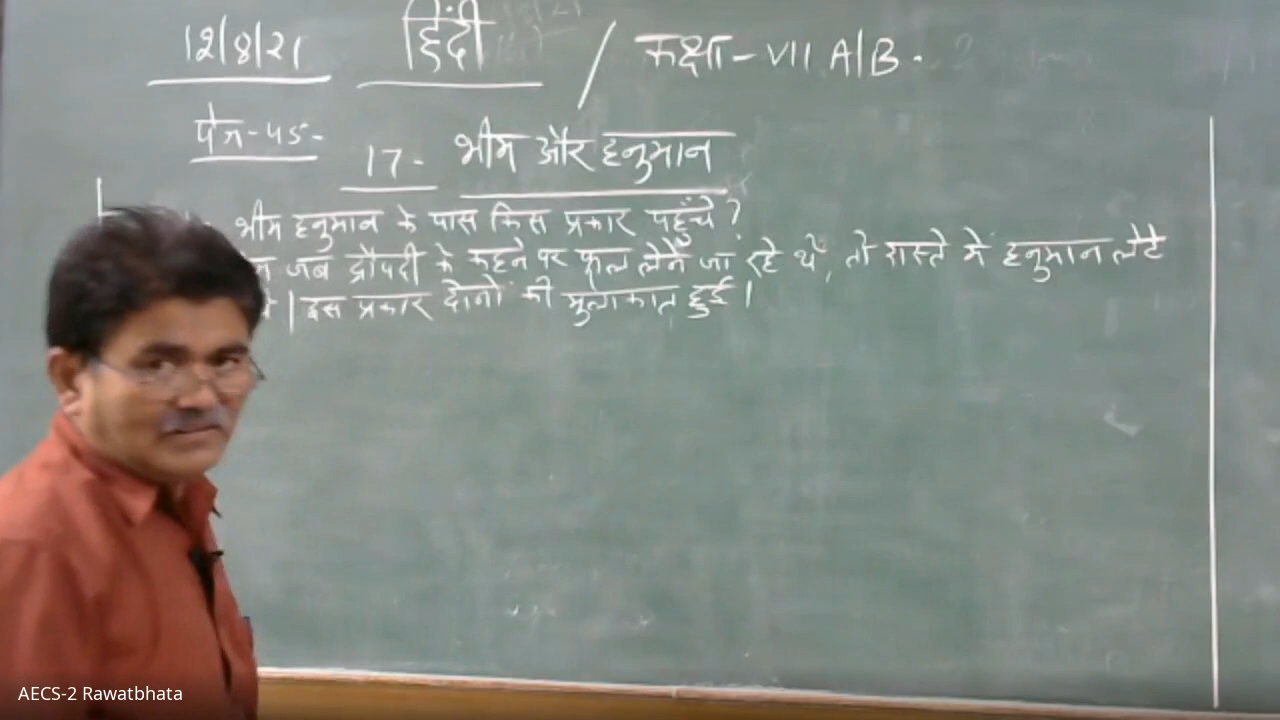 12/8/21 हिंदी / कक्षा - VII A/B.
पेज - 45 -
17 - भीम और हनुमान
भीम हनुमान के पास किस प्रकार पहुँचे ?
जब द्रौपदी के कहने पर फूल लेने जा रहे थे, तो रास्ते में हनुमान लेटे
थे । इस प्रकार दोनों की मुलाकात हुई ।
AECS-2 Rawatbhata